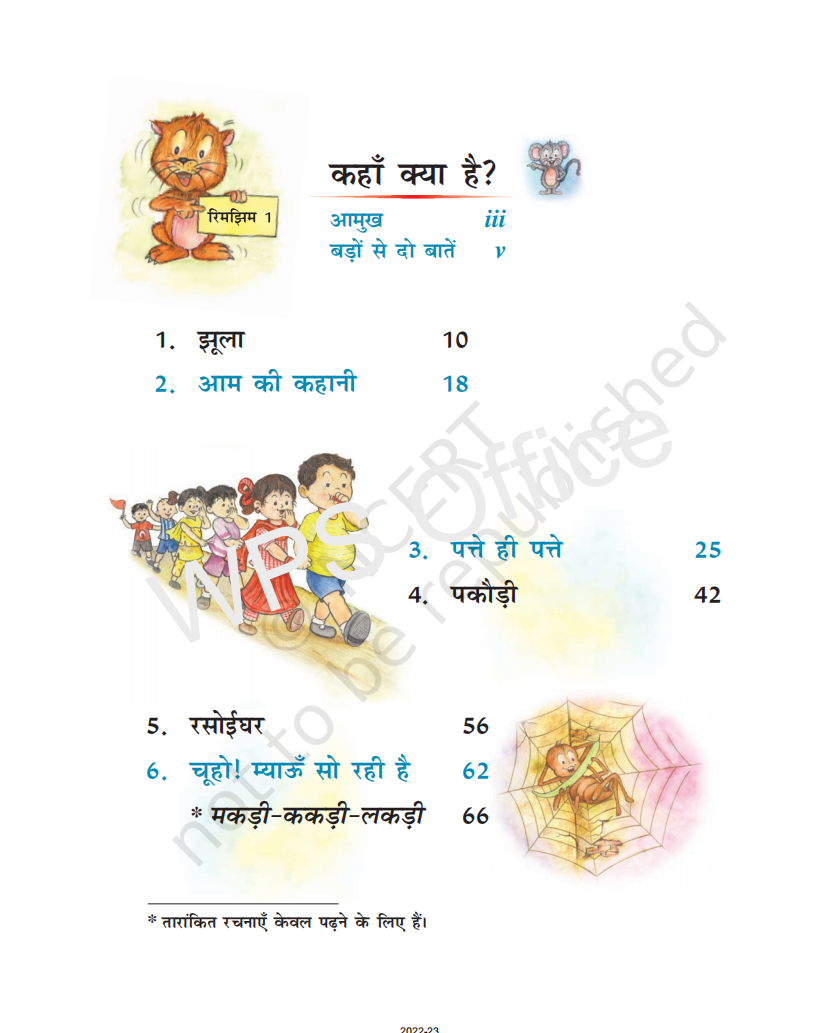 रिमझिम 1
कहाँ क्या है?
आमुख iii
बड़ों से दो बातें v
1. झूला 10
2. आम की कहानी 18
3. पत्ते ही पत्ते 25
4. पकौड़ी 42
5. रसोईघर 56
6. चूहो! म्याऊँ सो रही है 62
* मकड़ी-ककड़ी-लकड़ी 66
* तारांकित रचनाएँ केवल पढ़ने के लिए हैं।
2022-23
© NCERT
not to be republished
WPS Office